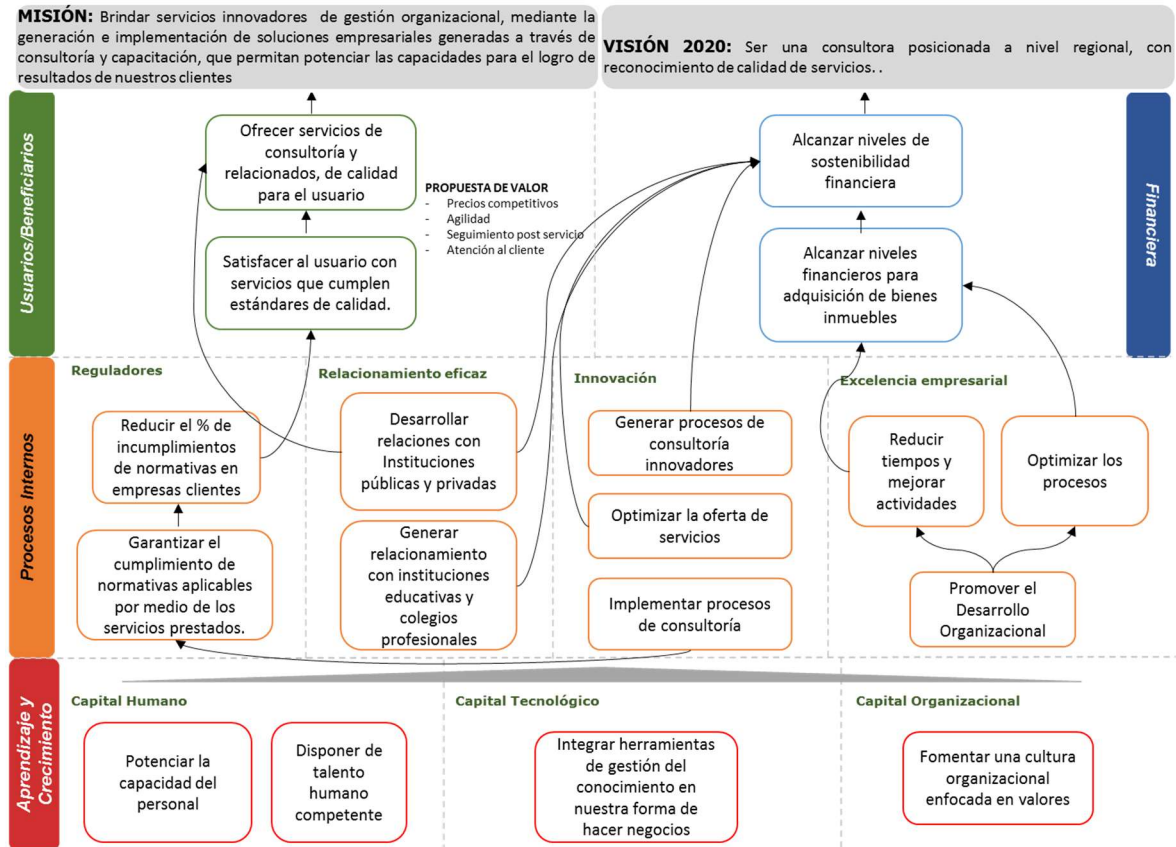 MISIÓN: Brindar servicios innovadores de gestión organizacional, mediante la
generación e implementación de soluciones empresariales generadas a través de
consultoría y capacitación, que permitan potenciar las capacidades para el logro de
resultados de nuestros clientes
VISIÓN 2020: Ser una consultora posicionada a nivel regional, con
reconocimiento de calidad de servicios. .
Usuarios/Beneficiarios
Ofrecer servicios de
consultoría y
relacionados, de calidad
para el usuario
PROPUESTA DE VALOR
- Precios competitivos
- Agilidad
- Seguimiento post servicio
- Atención al cliente
Satisfacer al usuario con
servicios que cumplen
estándares de calidad.
Alcanzar niveles de
sostenibilidad
financiera
Alcanzar niveles
financieros para
adquisición de bienes
inmuebles
Financiera
Procesos Internos
Reguladores
Reducir el % de
incumplimientos
de normativas en
empresas clientes
Garantizar el
cumplimiento de
normativas aplicables
por medio de los
servicios prestados.
Relacionamiento eficaz
Desarrollar
relaciones con
Instituciones
públicas y privadas
Generar
relacionamiento
con instituciones
educativas y
colegios
profesionales
Innovación
Generar procesos de
consultoría
innovadores
Optimizar la oferta de
servicios
Implementar procesos
de consultoría
Excelencia empresarial
Reducir
tiempos y
mejorar
actividades
Optimizar los
procesos
Promover el
Desarrollo
Organizacional
Aprendizaje y
Crecimiento
Capital Humano
Potenciar la
capacidad del
personal
Disponer de
talento
humano
competente
Capital Tecnológico
Integrar herramientas
de gestión del
conocimiento en
nuestra forma de
hacer negocios
Capital Organizacional
Fomentar una cultura
organizacional
enfocada en valores